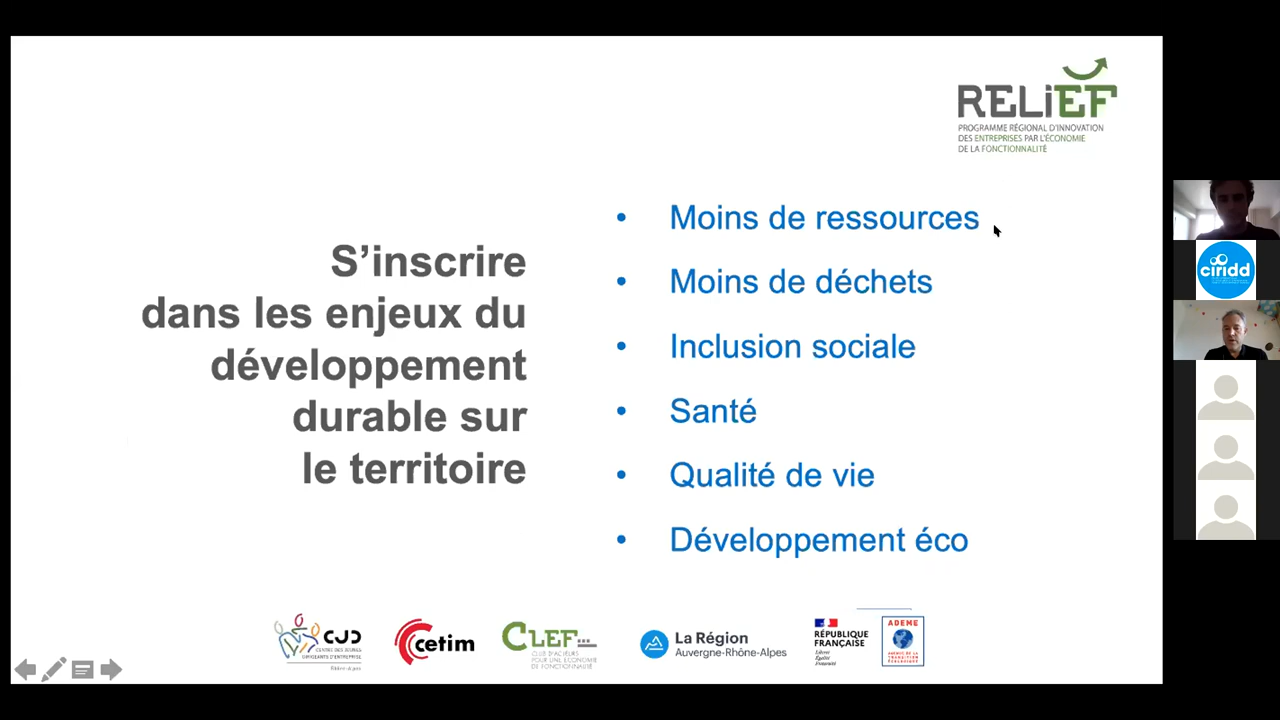 RELiEF
PROGRAMME RÉGIONAL D'INNOVATION
DES ENTREPRISES PAR L'ÉCONOMIE
DE LA FONCTIONNALITÉ
S'inscrire
dans les enjeux du
développement
durable sur
le territoire
• Moins de ressources
• Moins de déchets
• Inclusion sociale
• Santé
• Qualité de vie
• Développement éco
ciridd
CJD
CENTRE DES JEUNES
DIRIGEANTS D'ENTREPRISE
cetim
CLEF
CLUB D'ACTEURS
POUR UNE ÉCONOMIE
DE FONCTIONNALITÉ
La Région
Auvergne-Rhône-Alpes
RÉPUBLIQUE
FRANÇAISE
Liberté
Égalité
Fraternité
ADEME
AGENCE DE LA
TRANSITION
ÉCOLOGIQUE